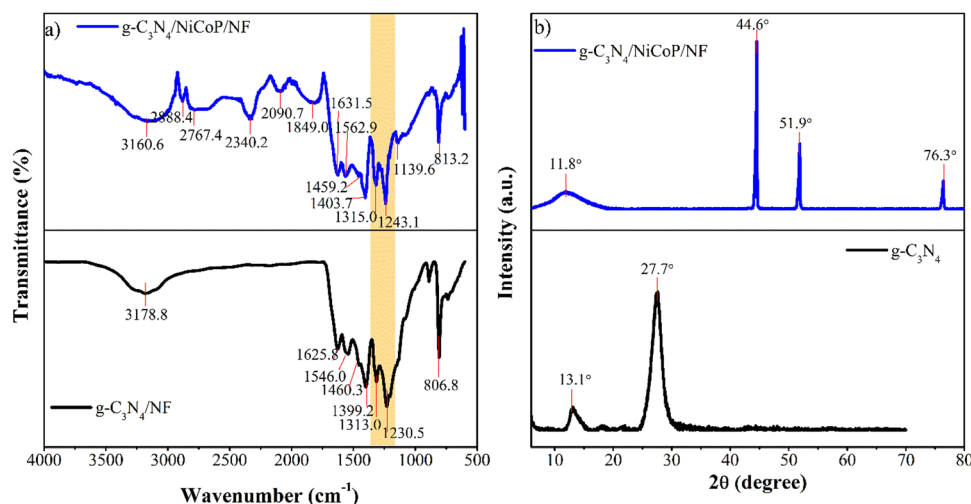 a)
g-C₃N₄/NiCoP/NF
3160.6
2888.4
2767.4
2340.2
2090.7
1849.0
1631.5
1562.9
1459.2
1403.7
1315.0
1243.1
1139.6
813.2
3178.8
1625.8
1546.0
1460.3
1399.2
1313.0
1230.5
806.8
g-C₃N₄/NF
Transmittance (%)
4000 3500 3000 2500 2000 1500 1000 500
Wavenumber (cm⁻¹)
b)
g-C₃N₄/NiCoP/NF
11.8°
44.6°
51.9°
76.3°
g-C₃N₄
13.1°
27.7°
Intensity (a.u.)
10 20 30 40 50 60 70 80
2θ (degree)